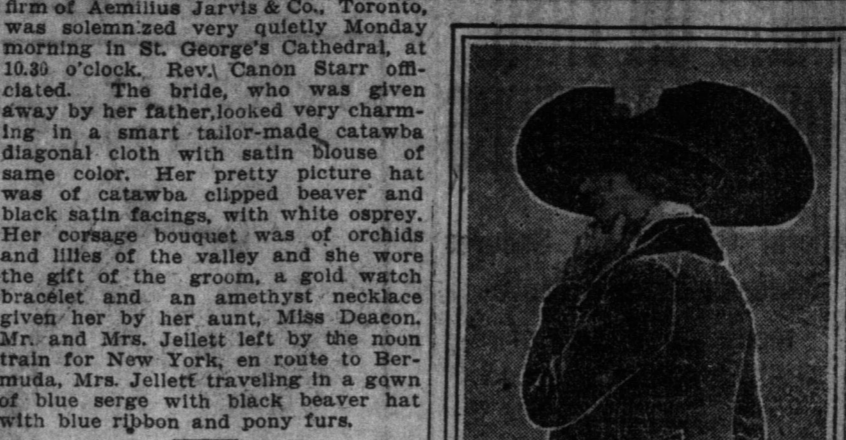 firm of Aemilius Jarvis & Co., Toronto,
was solemnized very quietly Monday
morning in St. George's Cathedral, at
10.30 o'clock. Rev. Canon Starr offi-
ciated. The bride, who was given
away by her father, looked very charm-
ing in a smart tailor-made catawba
diagonal cloth with satin blouse of
same color. Her pretty picture hat
was of catawba clipped beaver and
black satin facings, with white osprey.
Her corsage bouquet was of orchids
and lilies of the valley and she wore
the gift of the groom, a gold watch
bracelet and an amethyst necklace
given her by her aunt, Miss Deacon.
Mr. and Mrs. Jellett left by the noon
train for New York, en route to Ber-
muda, Mrs. Jellett traveling in a gown
of blue serge with black beaver hat
with blue ribbon and pony furs.